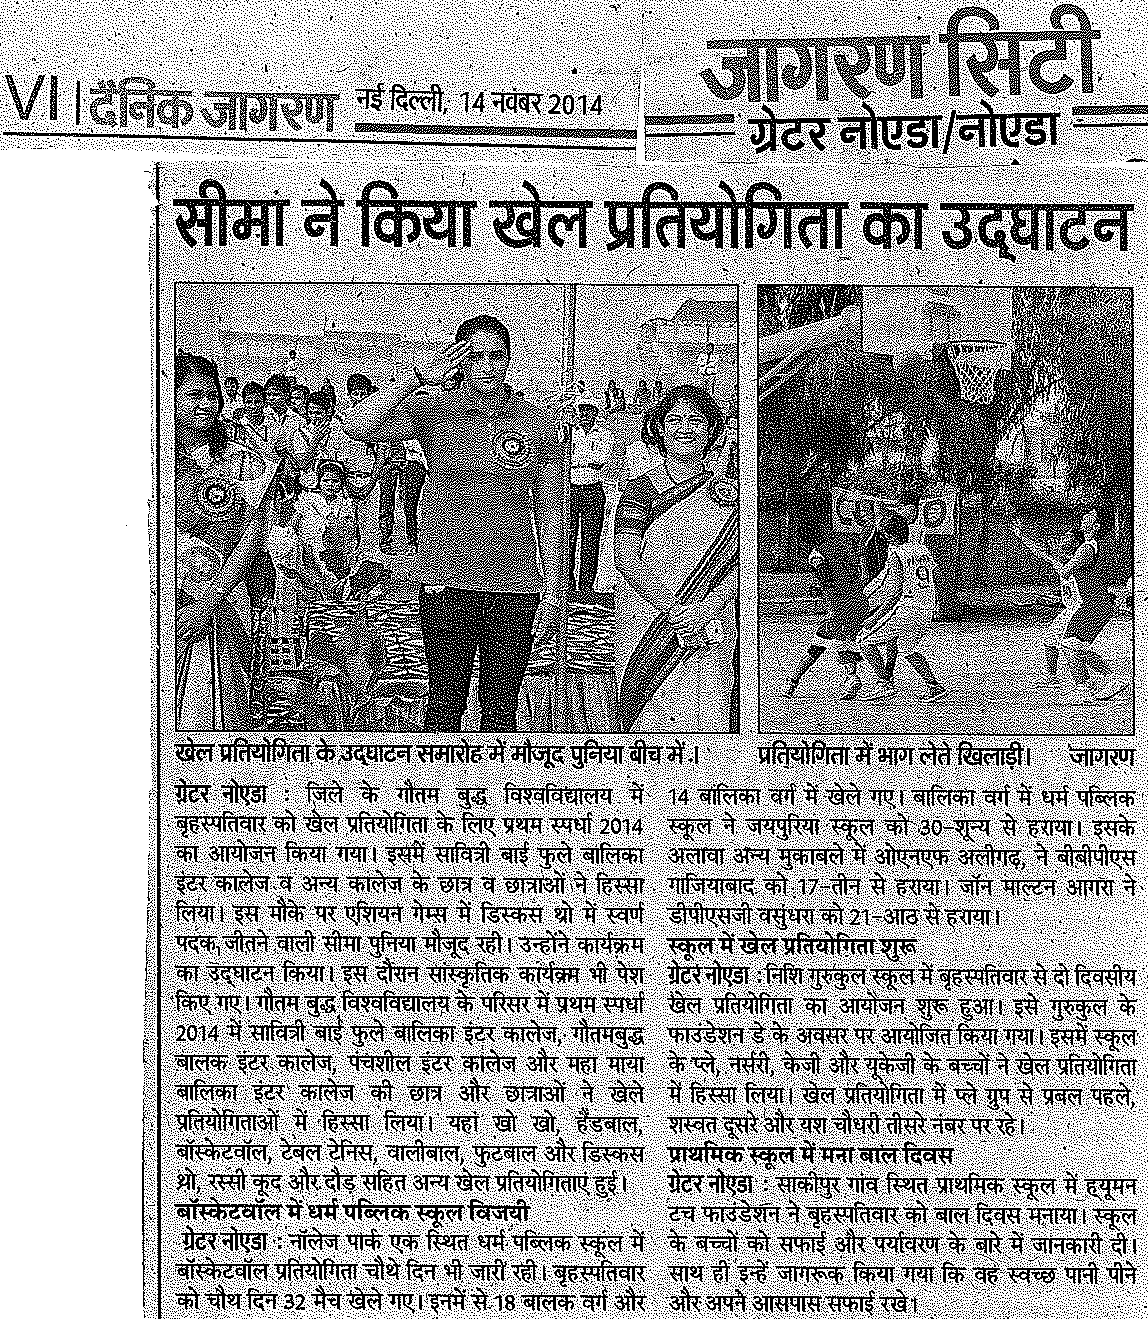 VI | दैनिक जागरण नई दिल्ली, 14 नवंबर 2014
जागरण सिटी
ग्रेटर नोएडा/नोएडा
सीमा ने किया खेल प्रतियोगिता का उद्घाटन
खेल प्रतियोगिता के उदघाटन समारोह में मौजूद पुनिया बीच में ।
प्रतियोगिता में भाग लेते खिलाड़ी। जागरण
ग्रेटर नोएडा : जिले के गौतम बुद्ध विश्वविद्यालय में
बृहस्पतिवार को खेल प्रतियोगिता के लिए प्रथम स्पर्धा 2014
का आयोजन किया गया। इसमें सावित्री बाई फुले बालिका
इंटर कालेज व अन्य कालेज के छात्र व छात्राओं ने हिस्सा
लिया। इस मौके पर एशियन गेम्स में डिस्कस थ्रो में स्वर्ण
पदक जीतने वाली सीमा पुनिया मौजूद रही। उन्होंने कार्यक्रम
का उद्घाटन किया। इस दौरान सांस्कृतिक कार्यक्रम भी पेश
किए गए। गौतम बुद्ध विश्वविद्यालय के परिसर में प्रथम स्पर्धा
2014 में सावित्री बाई फुले बालिका इंटर कालेज, गौतमबुद्ध
बालक इंटर कालेज, पंचशील इंटर कालेज और महा माया
बालिका इंटर कालेज की छात्र और छात्राओं ने खेले
प्रतियोगिताओं में हिस्सा लिया। यहां खो खो, हैंडबाल,
बॉस्केटवॉल, टेबल टेनिस, वालीबाल, फुटबाल और डिस्कस
थ्रो, रस्सी कूद और दौड़ सहित अन्य खेल प्रतियोगिताएं हुई।
बॉस्केटवॉल में धर्म पब्लिक स्कूल विजयी
ग्रेटर नोएडा : नॉलेज पार्क एक स्थित धर्म पब्लिक स्कूल में
बॉस्केटवाल प्रतियोगिता चौथे दिन भी जारी रही। बृहस्पतिवार
को चौथ दिन 32 मैच खेले गए। इनमें से 18 बालक वर्ग और
14 बालिका वर्ग में खेले गए। बालिका वर्ग में धर्म पब्लिक
स्कूल ने जयपुरिया स्कूल को 30-शून्य से हराया। इसके
अलावा अन्य मुकाबले में ओएनएफ अलीगढ़, ने बीबीपीएस
गाजियाबाद को 17-तीन से हराया। जॉन माल्टन आगरा ने
डीपीएसजी वसुंधरा को 21-आठ से हराया।
स्कूल में खेल प्रतियोगिता शुरू
ग्रेटर नोएडा : निशि गुरुकुल स्कूल में बृहस्पतिवार से दो दिवसीय
खेल प्रतियोगिता का आयोजन शुरू हुआ। इसे गुरुकुल के
फाउंडेशन डे के अवसर पर आयोजित किया गया। इसमें स्कूल
के प्ले, नर्सरी, केजी और यूकेजी के बच्चों ने खेल प्रतियोगिता
में हिस्सा लिया। खेल प्रतियोगिता में प्ले ग्रुप से प्रबल पहले,
शस्वत दूसरे और यश चौधरी तीसरे नंबर पर रहे।
प्राथमिक स्कूल में मना बाल दिवस
ग्रेटर नोएडा : साकीपुर गांव स्थित प्राथमिक स्कूल में हयूमन
टच फाउंडेशन ने बृहस्पतिवार को बाल दिवस मनाया। स्कूल
के बच्चों को सफाई और पर्यावरण के बारे में जानकारी दी।
साथ ही इन्हें जागरूक किया गया कि वह स्वच्छ पानी पीने
और अपने आसपास सफाई रखे।